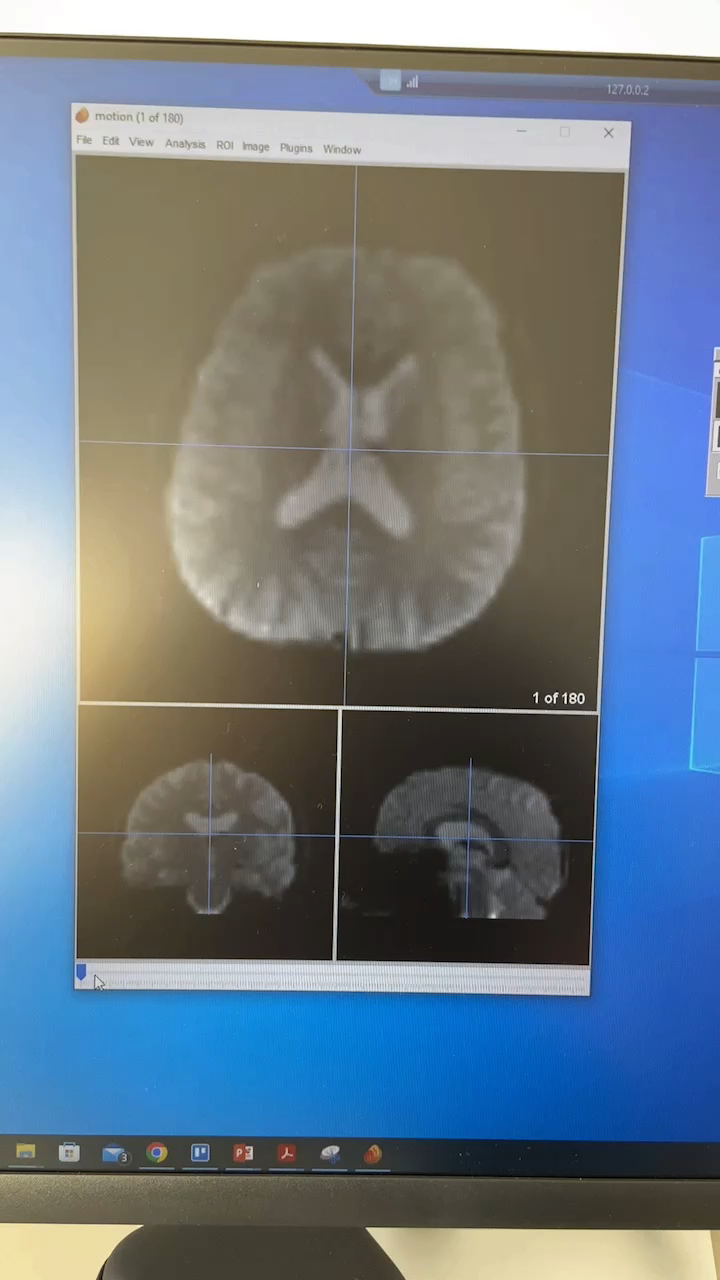 127.0.0.2
motion (1 of 180)
File Edit View Analysis ROI Image Plugins Window
1 of 180
3